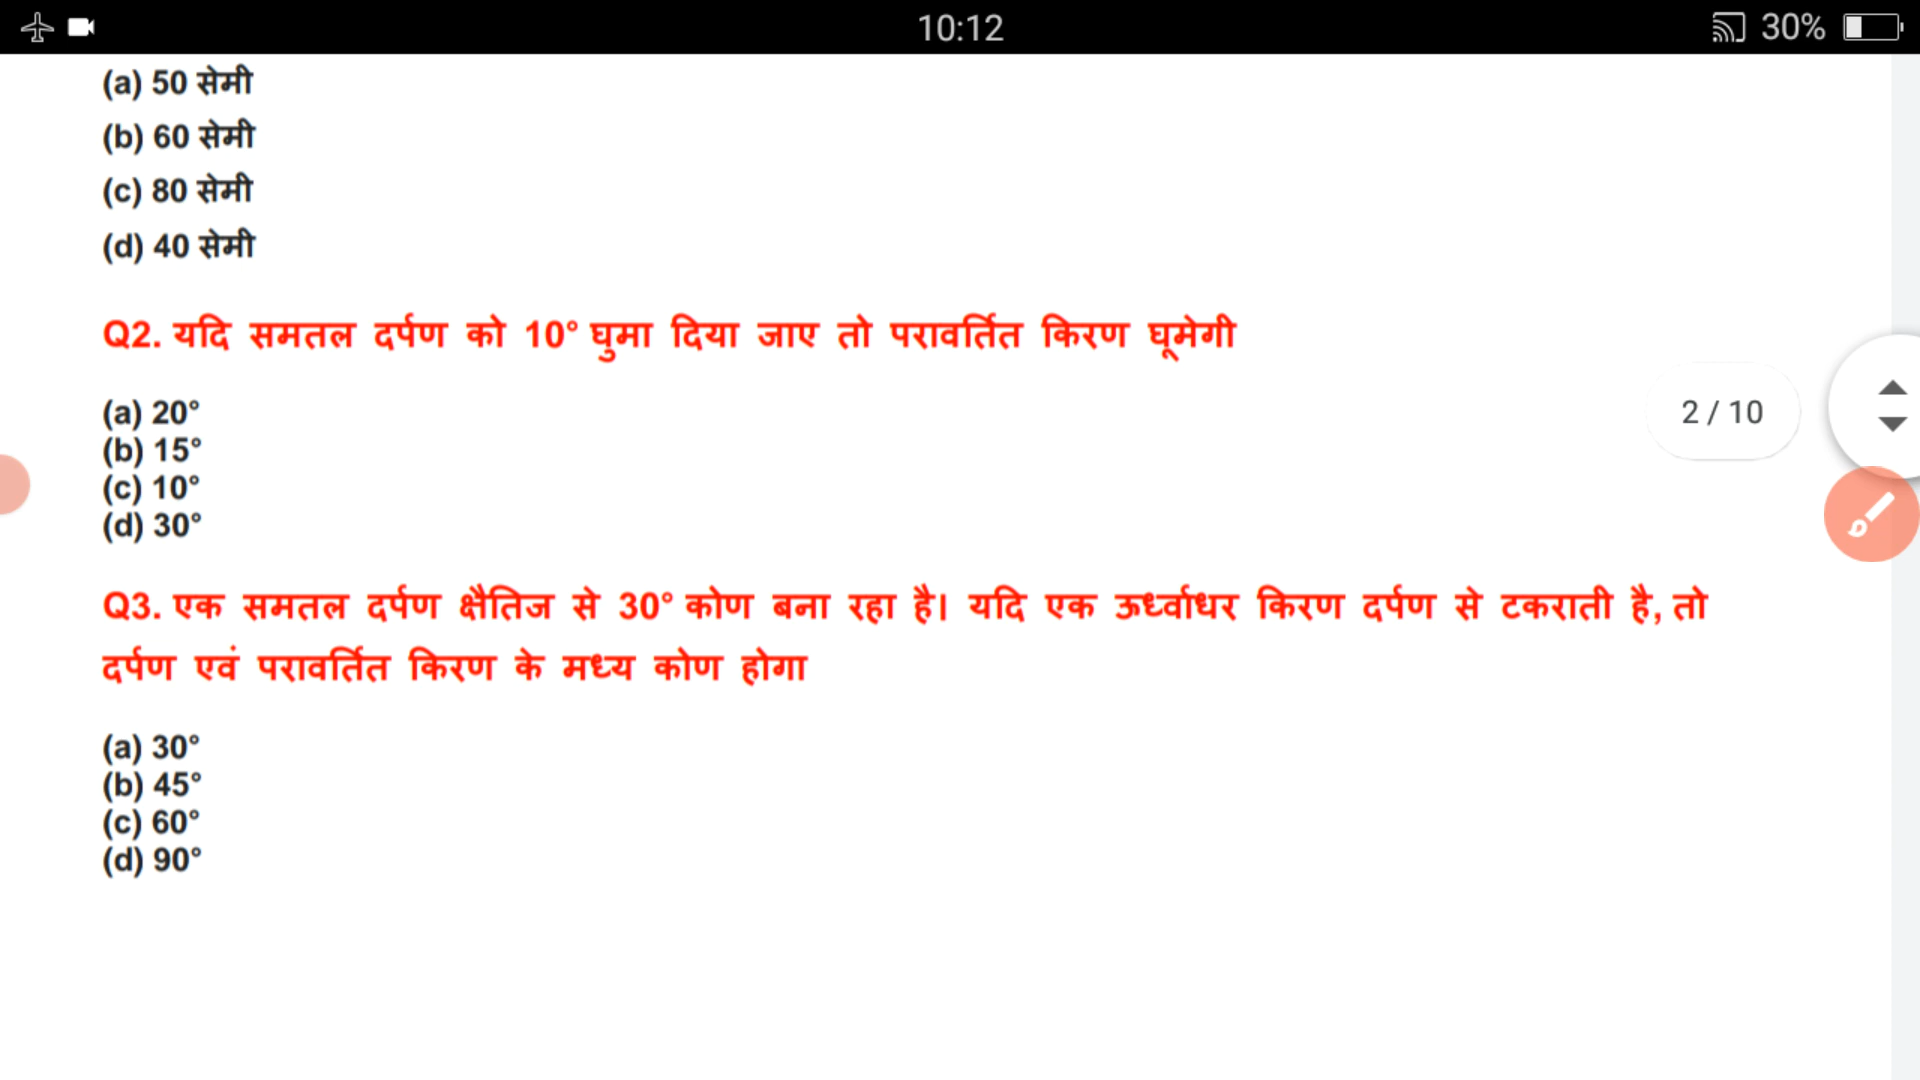 10:12
30%
(a) 50 सेमी
(b) 60 सेमी
(c) 80 सेमी
(d) 40 सेमी
Q2. यदि समतल दर्पण को 10° घुमा दिया जाए तो परावर्तित किरण घूमेगी
(a) 20°
(b) 15°
(c) 10°
(d) 30°
2 / 10
Q3. एक समतल दर्पण क्षैतिज से 30° कोण बना रहा है। यदि एक ऊर्ध्वाधर किरण दर्पण से टकराती है, तो
दर्पण एवं परावर्तित किरण के मध्य कोण होगा
(a) 30°
(b) 45°
(c) 60°
(d) 90°